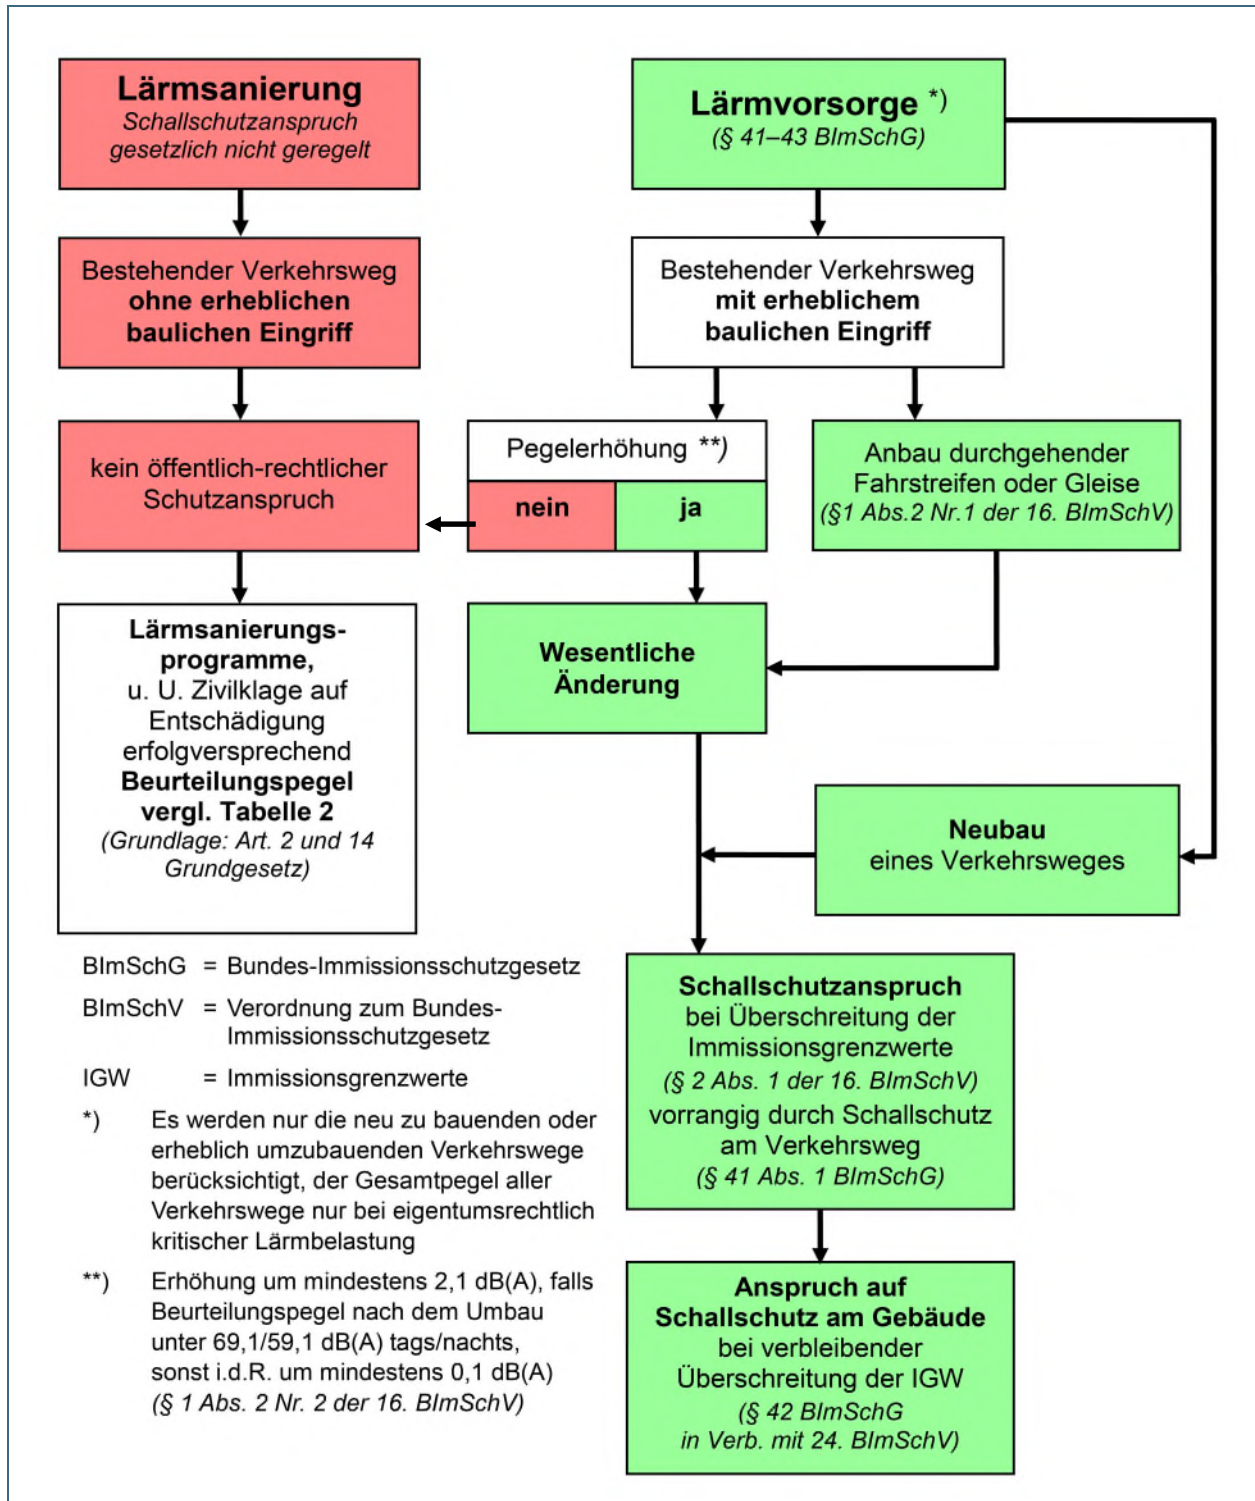 Lärmsanierung
Schallschutzanspruch
gesetzlich nicht geregelt
Bestehender Verkehrsweg
ohne erheblichen
baulichen Eingriff
kein öffentlich-rechtlicher
Schutzanspruch
Lärmsanierungs-
programme,
u. U. Zivilklage auf
Entschädigung
erfolgversprechend
Beurteilungspegel
vergl. Tabelle 2
(Grundlage: Art. 2 und 14
Grundgesetz)
Lärmvorsorge *)
(§ 41–43 BImSchG)
Bestehender Verkehrsweg
mit erheblichem
baulichen Eingriff
Pegelerhöhung **)
nein ja
Anbau durchgehender
Fahrstreifen oder Gleise
(§1 Abs.2 Nr.1 der 16. BImSchV)
Wesentliche
Änderung
Neubau
eines Verkehrsweges
Schallschutzanspruch
bei Überschreitung der
Immissionsgrenzwerte
(§ 2 Abs. 1 der 16. BImSchV)
vorrangig durch Schallschutz
am Verkehrsweg
(§ 41 Abs. 1 BImSchG)
Anspruch auf
Schallschutz am Gebäude
bei verbleibender
Überschreitung der IGW
(§ 42 BImSchG
in Verb. mit 24. BImSchV)
BImSchG = Bundes-Immissionsschutzgesetz
BImSchV = Verordnung zum Bundes-
Immissionsschutzgesetz
IGW = Immissionsgrenzwerte
*) Es werden nur die neu zu bauenden oder
erheblich umzubauenden Verkehrswege
berücksichtigt, der Gesamtpegel aller
Verkehrswege nur bei eigentumsrechtlich
kritischer Lärmbelastung
**) Erhöhung um mindestens 2,1 dB(A), falls
Beurteilungspegel nach dem Umbau
unter 69,1/59,1 dB(A) tags/nachts,
sonst i.d.R. um mindestens 0,1 dB(A)
(§ 1 Abs. 2 Nr. 2 der 16. BImSchV)